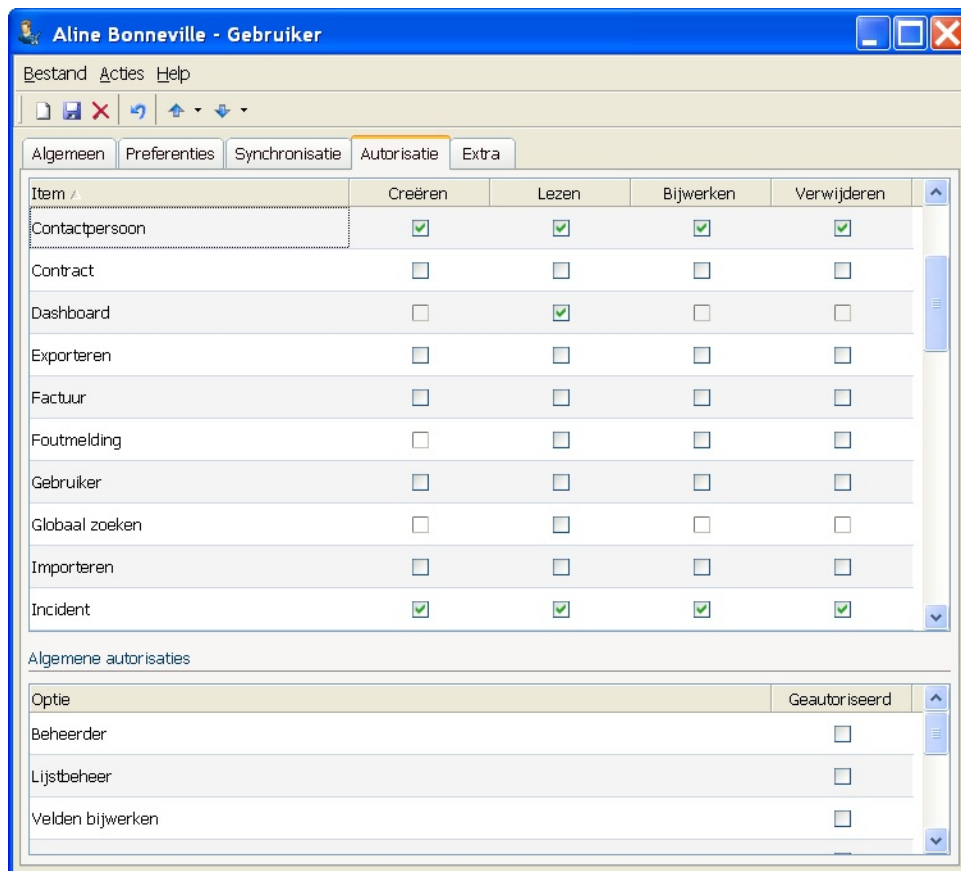 Aline Bonneville - Gebruiker
Bestand Acties Help
Algemeen Preferenties Synchronisatie Autorisatie Extra
Item Creëren Lezen Bijwerken Verwijderen
Contactpersoon
Contract
Dashboard
Exporteren
Factuur
Foutmelding
Gebruiker
Globaal zoeken
Importeren
Incident
Algemene autorisaties
Optie Geautoriseerd
Beheerder
Lijstbeheer
Velden bijwerken